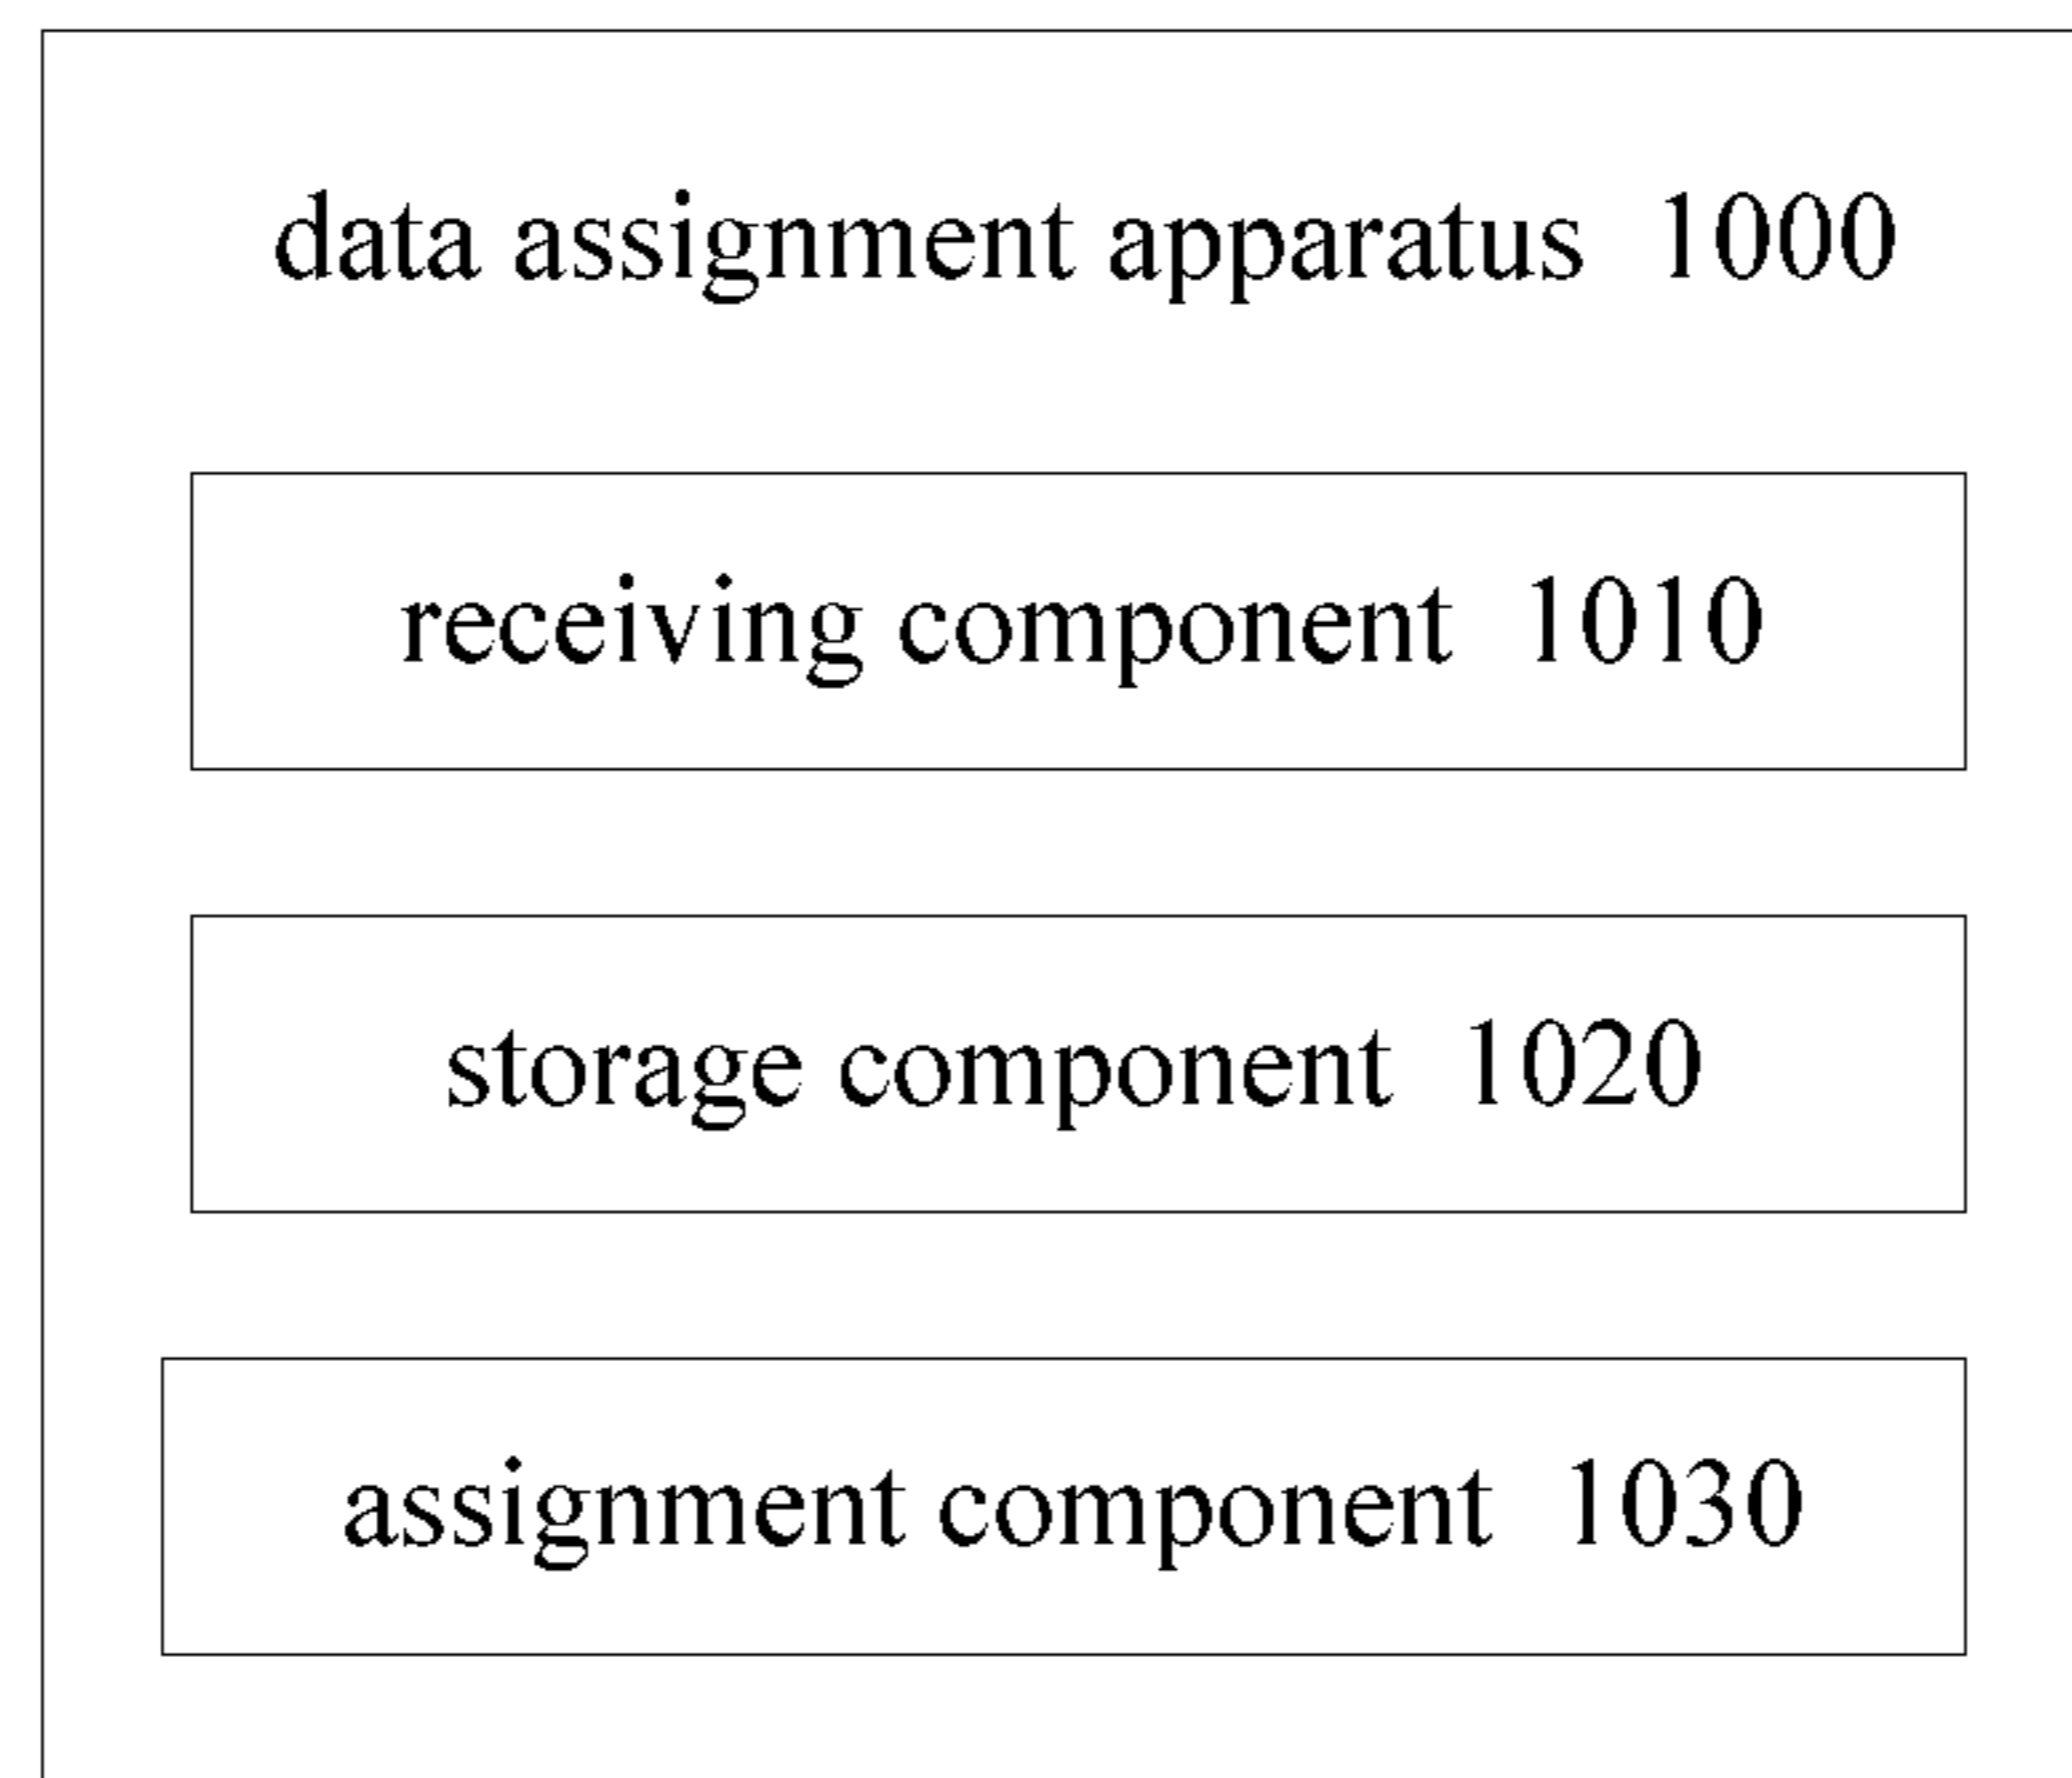 data assignment apparatus 1000
receiving component 1010
storage component 1020
assignment component 1030